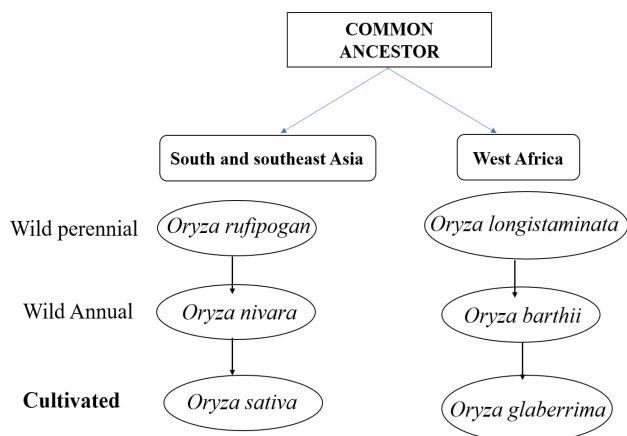 COMMON
ANCESTOR
South and southeast Asia
West Africa
Wild perennial
Oryza rufipogan
Oryza longistaminata
Wild Annual
Oryza nivara
Oryza barthii
Cultivated
Oryza sativa
Oryza glaberrima